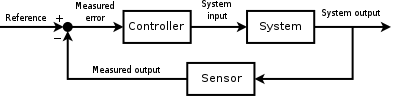 Reference
+
−
Measured
error
Controller
System
input
System
System output
Measured output
Sensor